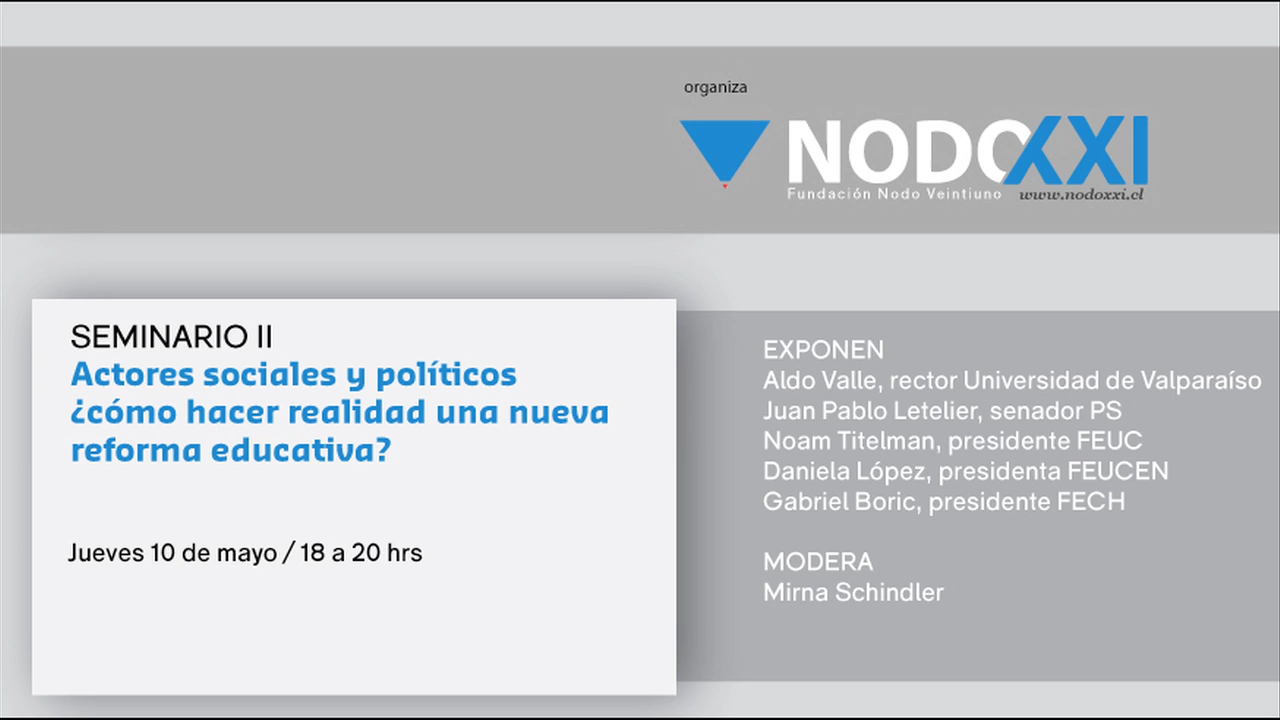 organiza
NODOXXI
Fundación Nodo Veintiuno
www.nodoxxi.cl
SEMINARIO II
Actores sociales y políticos
¿cómo hacer realidad una nueva
reforma educativa?
Jueves 10 de mayo / 18 a 20 hrs
EXPONEN
Aldo Valle, rector Universidad de Valparaíso
Juan Pablo Letelier, senador PS
Noam Titelman, presidente FEUC
Daniela López, presidenta FEUCEN
Gabriel Boric, presidente FECH
MODERA
Mirna Schindler